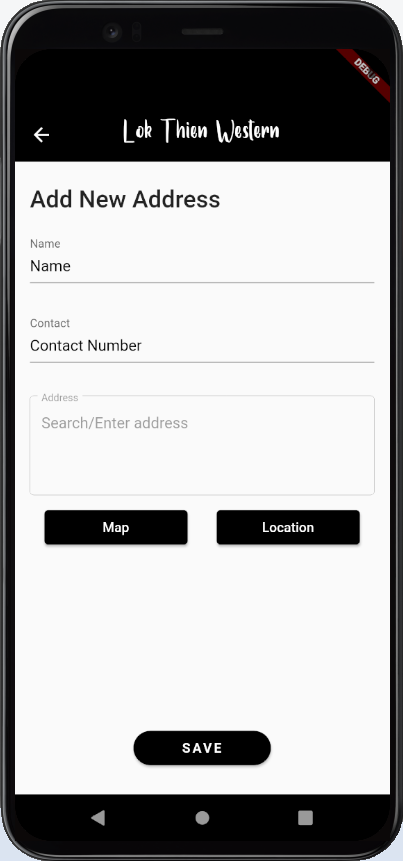 DEBUG
Lok Thien Western
Add New Address
Name
Name
Contact
Contact Number
Address
Search/Enter address
Map Location
SAVE